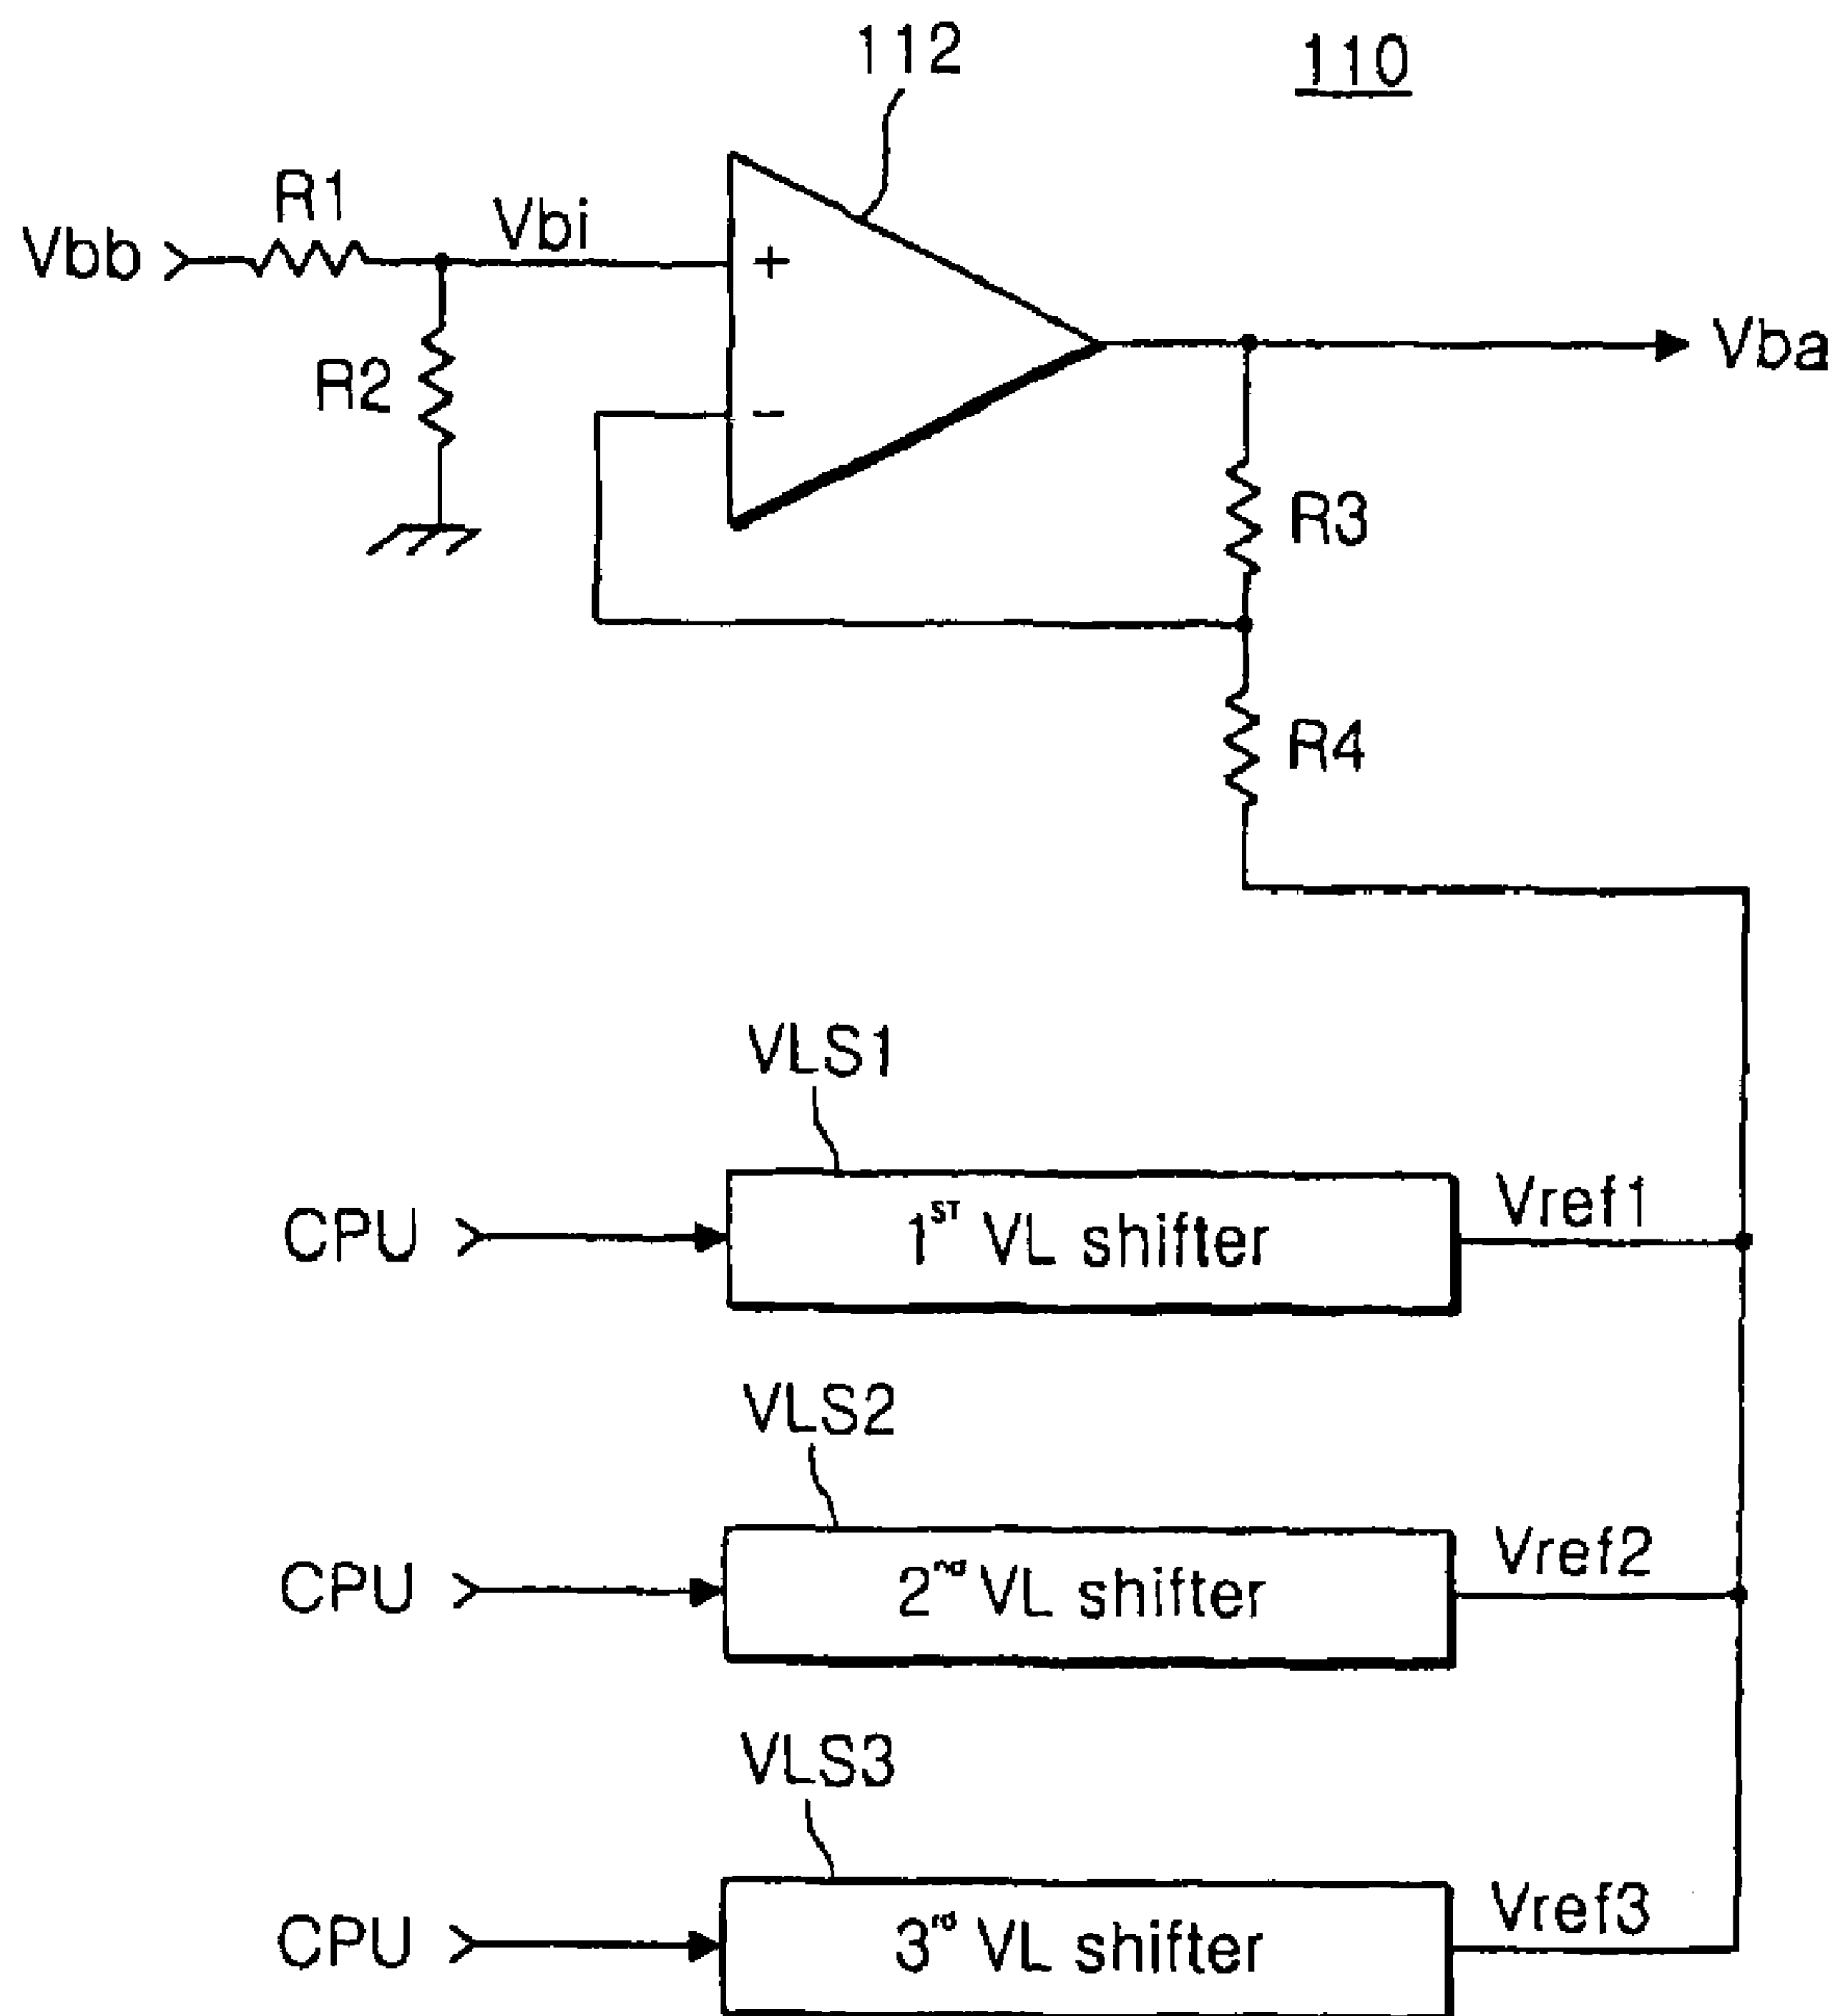 112
110
R1
Vbb
Vbi
+
R2
-
Vba
R3
R4
VLS1
CPU
1ST VL shifter
Vref1
VLS2
CPU
2nd VL shifter
Vref2
VLS3
CPU
3rd VL shifter
Vref3